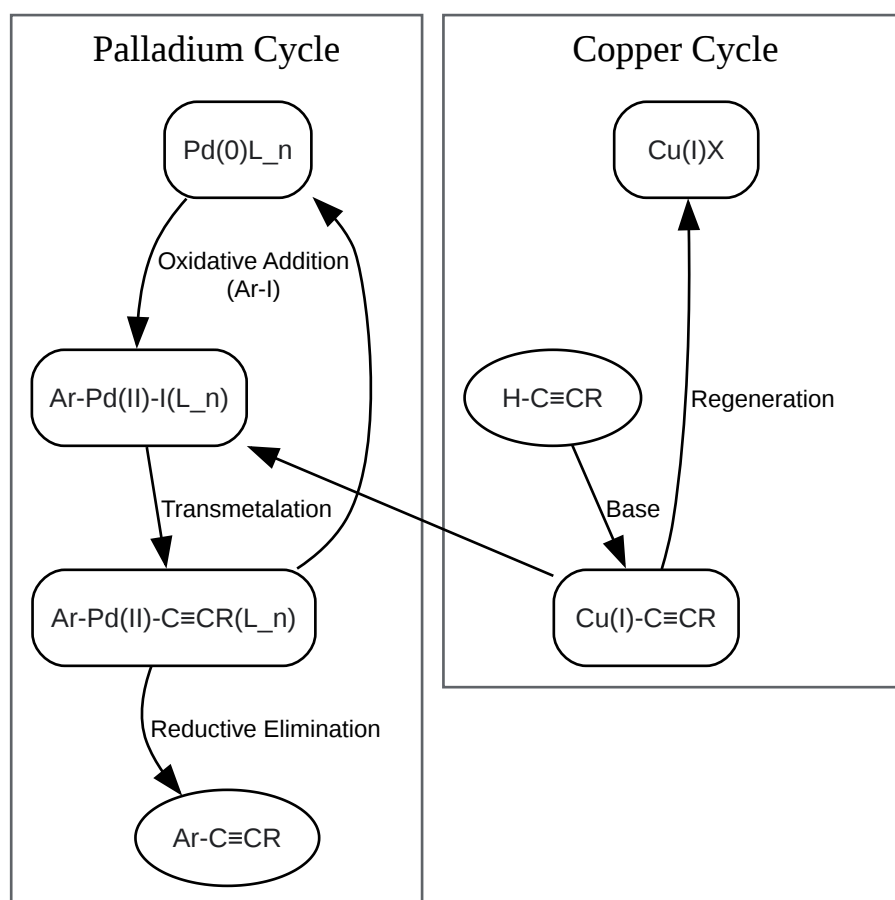 Palladium Cycle
Pd(0)L_n
Oxidative Addition
(Ar-I)
Ar-Pd(II)-I(L_n)
Transmetalation
Ar-Pd(II)-C≡CR(L_n)
Reductive Elimination
Ar-C≡CR
Copper Cycle
Cu(I)X
H-C≡CR
Regeneration
Base
Cu(I)-C≡CR